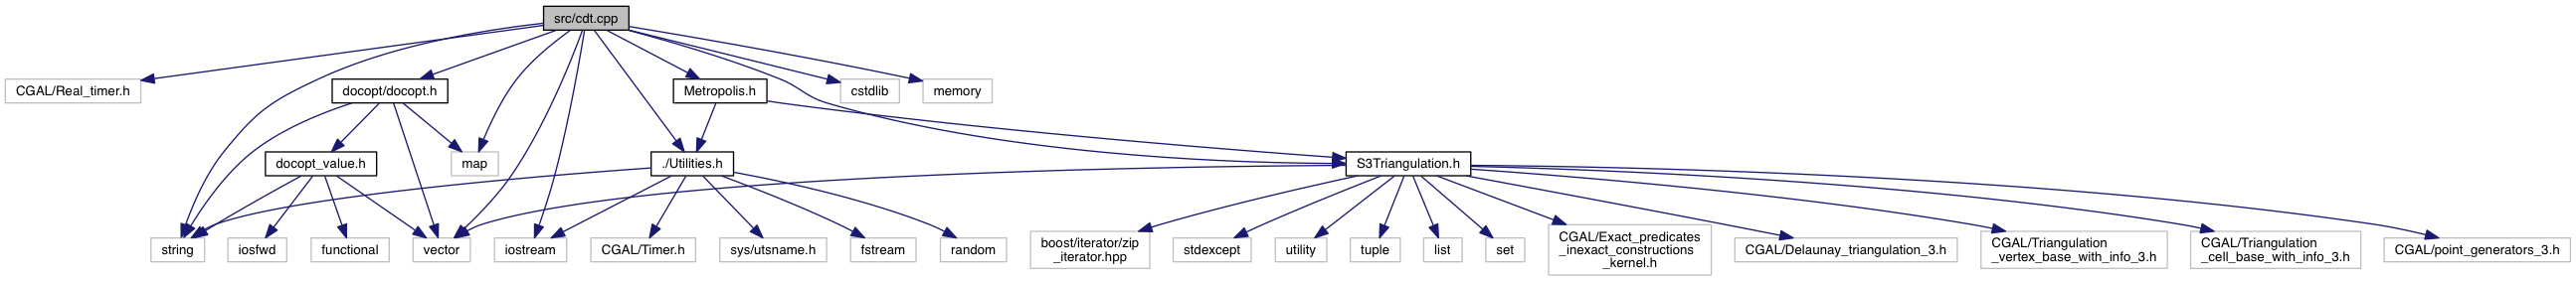 src/cdt.cpp
CGAL/Real_timer.h
docopt/docopt.h
Metropolis.h
cstdlib
memory
docopt_value.h
map
./Utilities.h
S3Triangulation.h
string
iosfwd
functional
vector
iostream
CGAL/Timer.h
sys/utsname.h
fstream
random
boost/iterator/zip
_iterator.hpp
stdexcept
utility
tuple
list
set
CGAL/Exact_predicates
_inexact_constructions
_kernel.h
CGAL/Delaunay_triangulation_3.h
CGAL/Triangulation
_vertex_base_with_info_3.h
CGAL/Triangulation
_cell_base_with_info_3.h
CGAL/point_generators_3.h